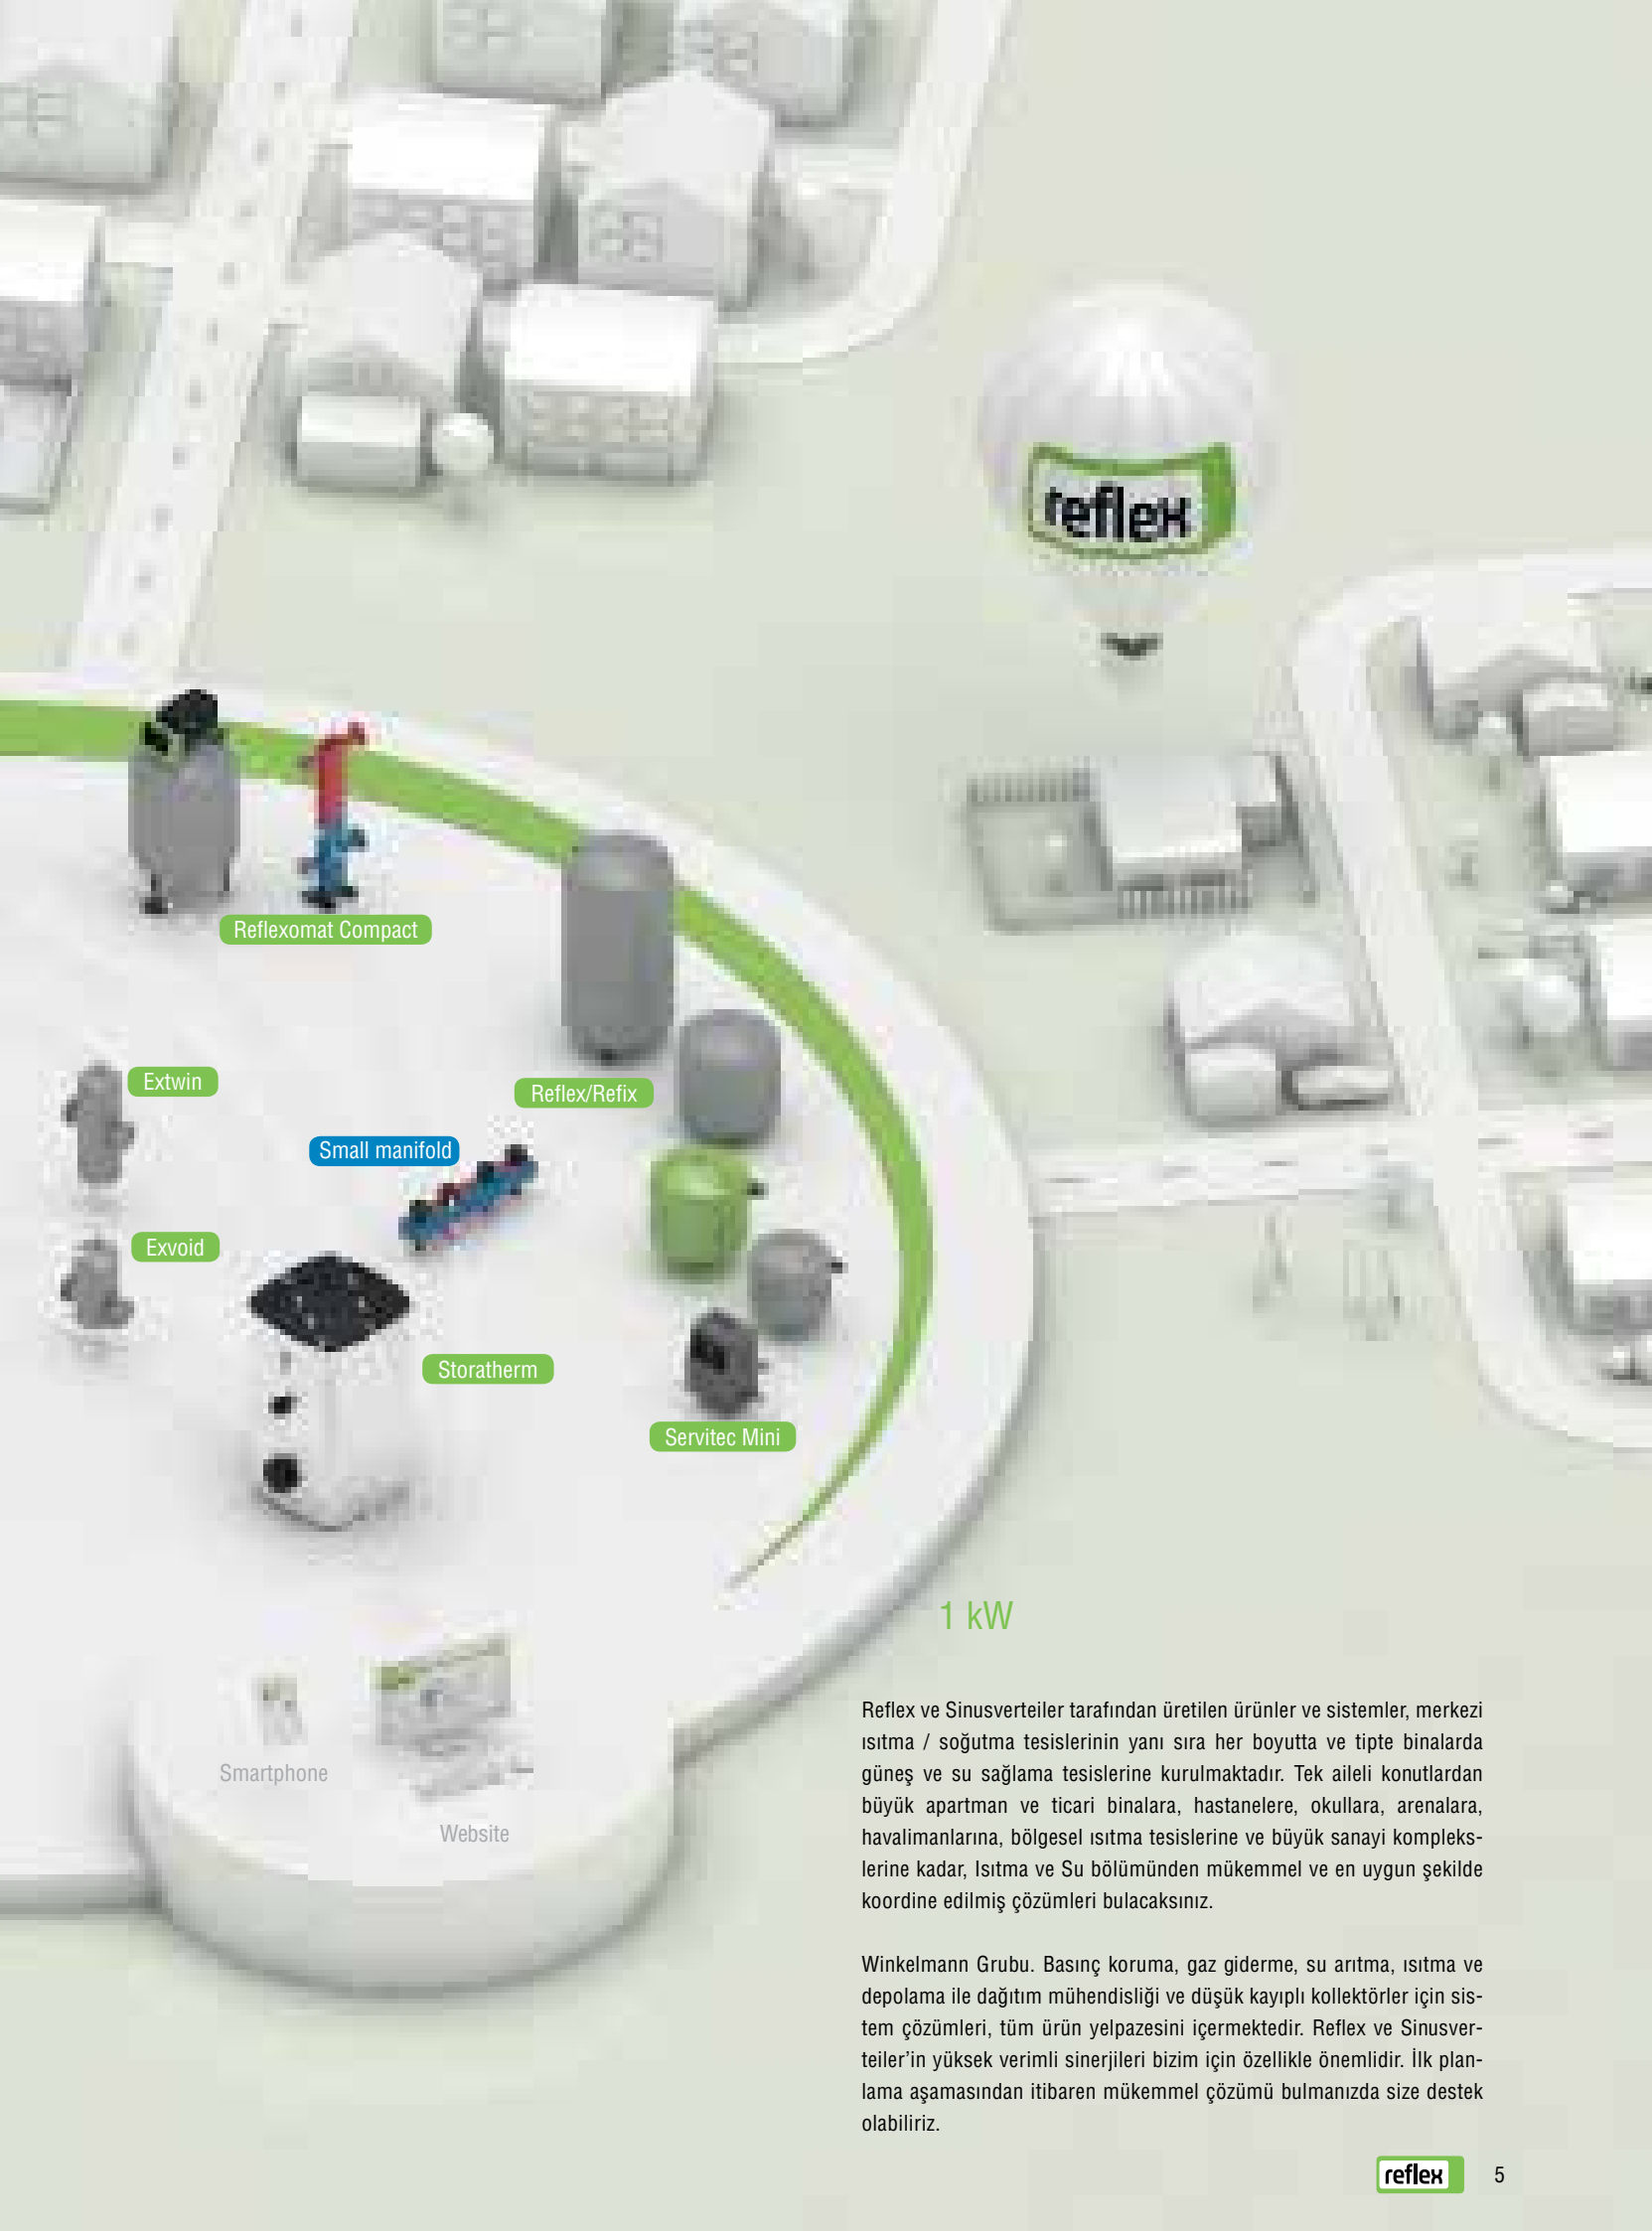 reflex
Reflexomat Compact
Extwin
Reflex/Refix
Small manifold
Exvoid
Storatherm
Servitec Mini
1 kW
Smartphone
Website
Reflex ve Sinusverteiler tarafından üretilen ürünler ve sistemler, merkezi
ısıtma / soğutma tesislerinin yanı sıra her boyutta ve tipte binalarda
güneş ve su sağlama tesislerine kurulmaktadır. Tek aileli konutlardan
büyük apartman ve ticari binalara, hastanelere, okullara, arenalara,
havalimanlarına, bölgesel ısıtma tesislerine ve büyük sanayi kompleks-
lerine kadar, Isıtma ve Su bölümünden mükemmel ve en uygun şekilde
koordine edilmiş çözümleri bulacaksınız.
Winkelmann Grubu. Basınç koruma, gaz giderme, su arıtma, ısıtma ve
depolama ile dağıtım mühendisliği ve düşük kayıplı kollektörler için sis-
tem çözümleri, tüm ürün yelpazesini içermektedir. Reflex ve Sinusver-
teiler’in yüksek verimli sinerjileri bizim için özellikle önemlidir. İlk plan-
lama aşamasından itibaren mükemmel çözümü bulmanızda size destek
olabiliriz.
reflex
5